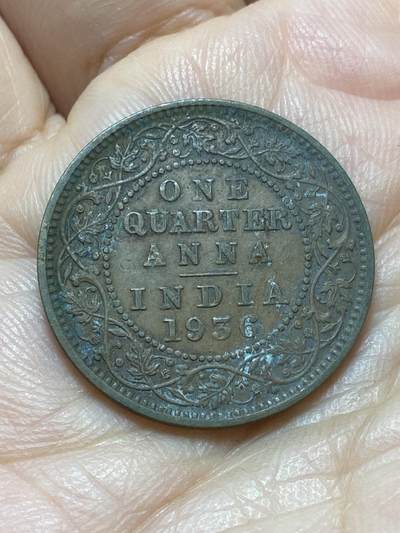 ONE
QUARTER
ANNA
INDIA
1936